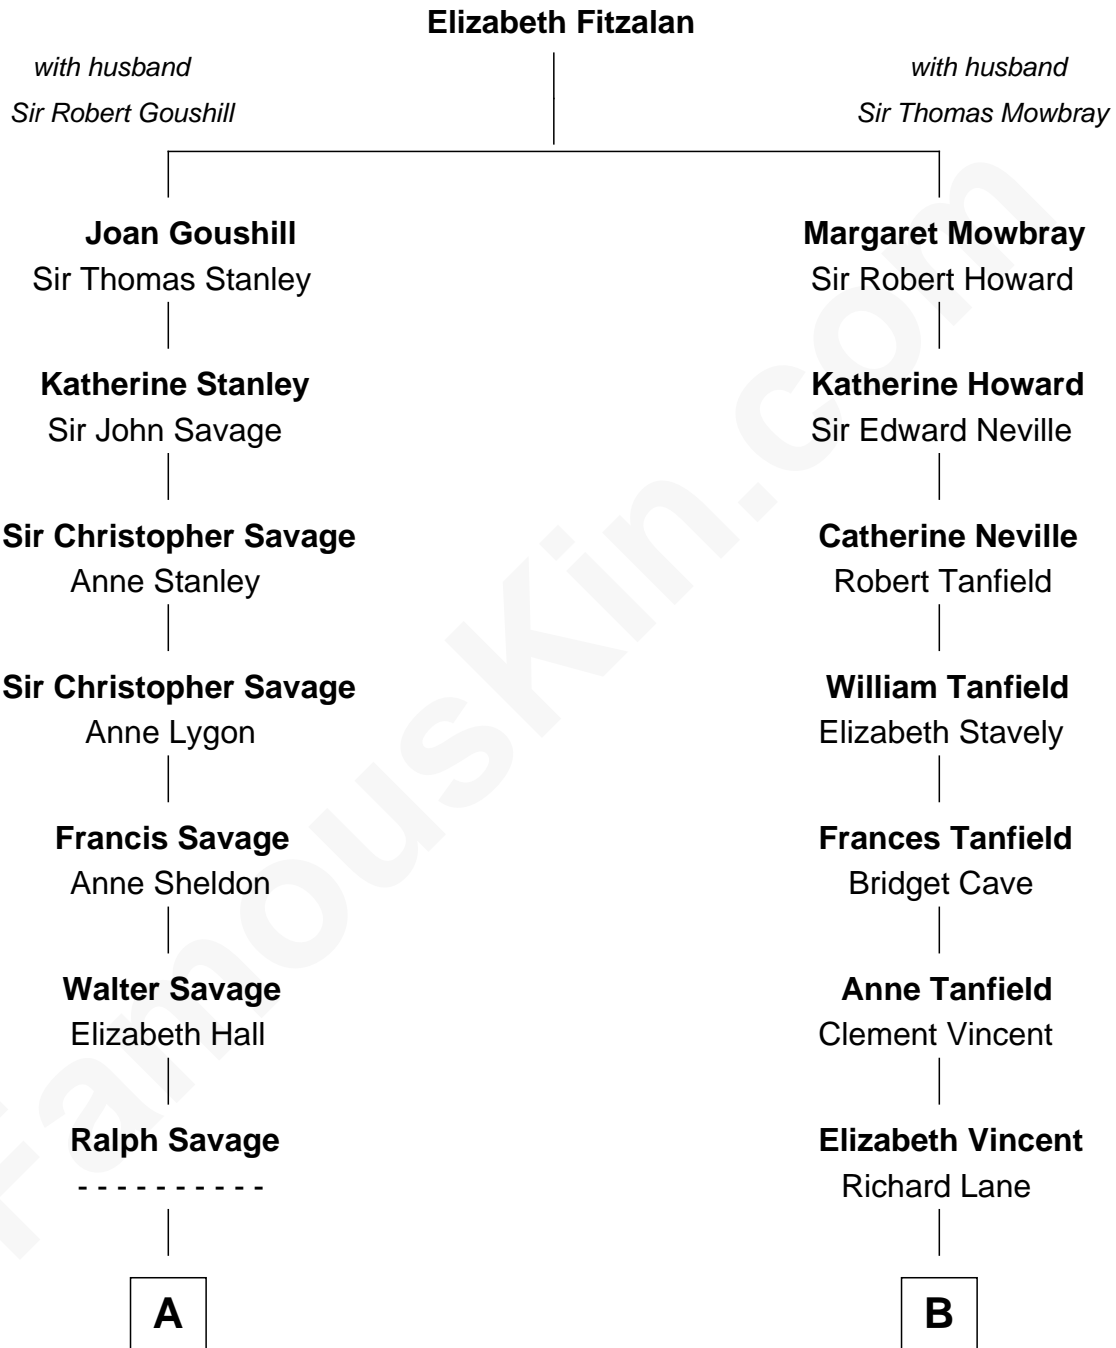 Elizabeth Fitzalan
with husband
Sir Robert Goushill
with husband
Sir Thomas Mowbray
Joan Goushill
Sir Thomas Stanley
Katherine Stanley
Sir John Savage
Sir Christopher Savage
Anne Stanley
Sir Christopher Savage
Anne Lygon
Francis Savage
Anne Sheldon
Walter Savage
Elizabeth Hall
Ralph Savage
- - - - - - - - - -
A
Margaret Mowbray
Sir Robert Howard
Katherine Howard
Sir Edward Neville
Catherine Neville
Robert Tanfield
William Tanfield
Elizabeth Stavely
Frances Tanfield
Bridget Cave
Anne Tanfield
Clement Vincent
Elizabeth Vincent
Richard Lane
B
FamousKin.com